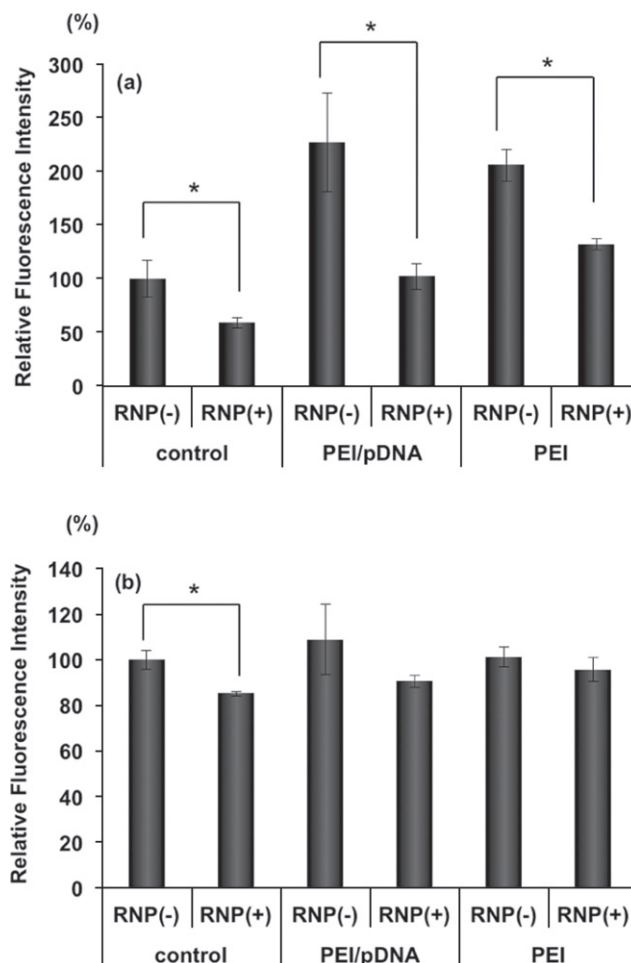 (%)
Relative Fluorescence Intensity
(a)
300
250
200
150
100
50
0
*
*
*
RNP(-) RNP(+) RNP(-) RNP(+) RNP(-) RNP(+)
control PEI/pDNA PEI
(%)
Relative Fluorescence Intensity
(b)
140
120
100
80
60
40
20
0
*
RNP(-) RNP(+) RNP(-) RNP(+) RNP(-) RNP(+)
control PEI/pDNA PEI